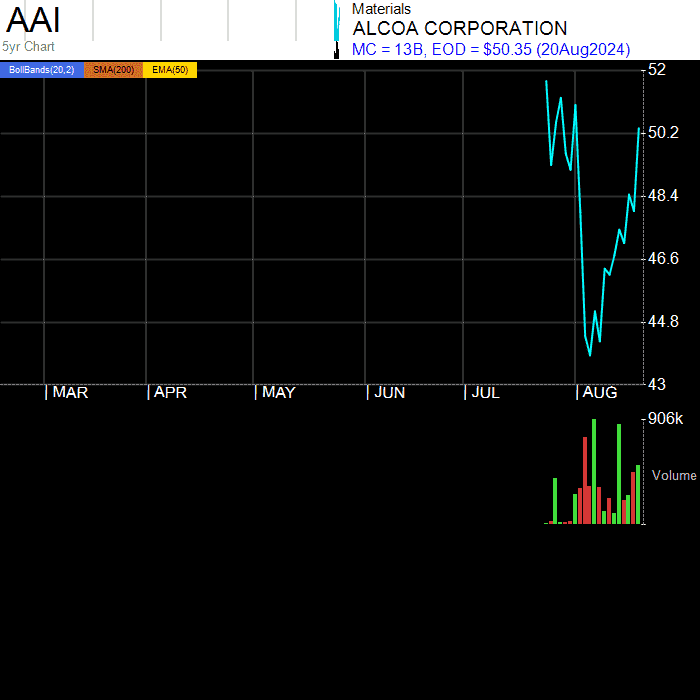 AAI
5yr Chart
Materials
ALCOA CORPORATION
MC = 13B, EOD = $50.35 (20Aug2024)
BollBands(20,2) SMA(200) EMA(50)
52
50.2
48.4
46.6
44.8
43
| MAR | APR | MAY | JUN | JUL | AUG
906k
Volume